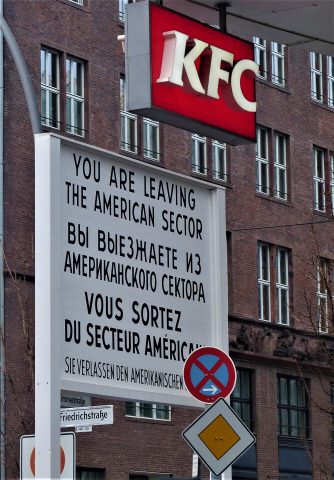 KFC
YOU ARE LEAVING
THE AMERICAN SECTOR
ВЫ ВЫЕЗЖАЕТЕ ИЗ
АМЕРИКАНСКОГО СЕКТОРА
VOUS SORTEZ
DU SECTEUR AMÉRICAIN
SIE VERLASSEN DEN AMERIKANISCHEN
Friedrichstraße